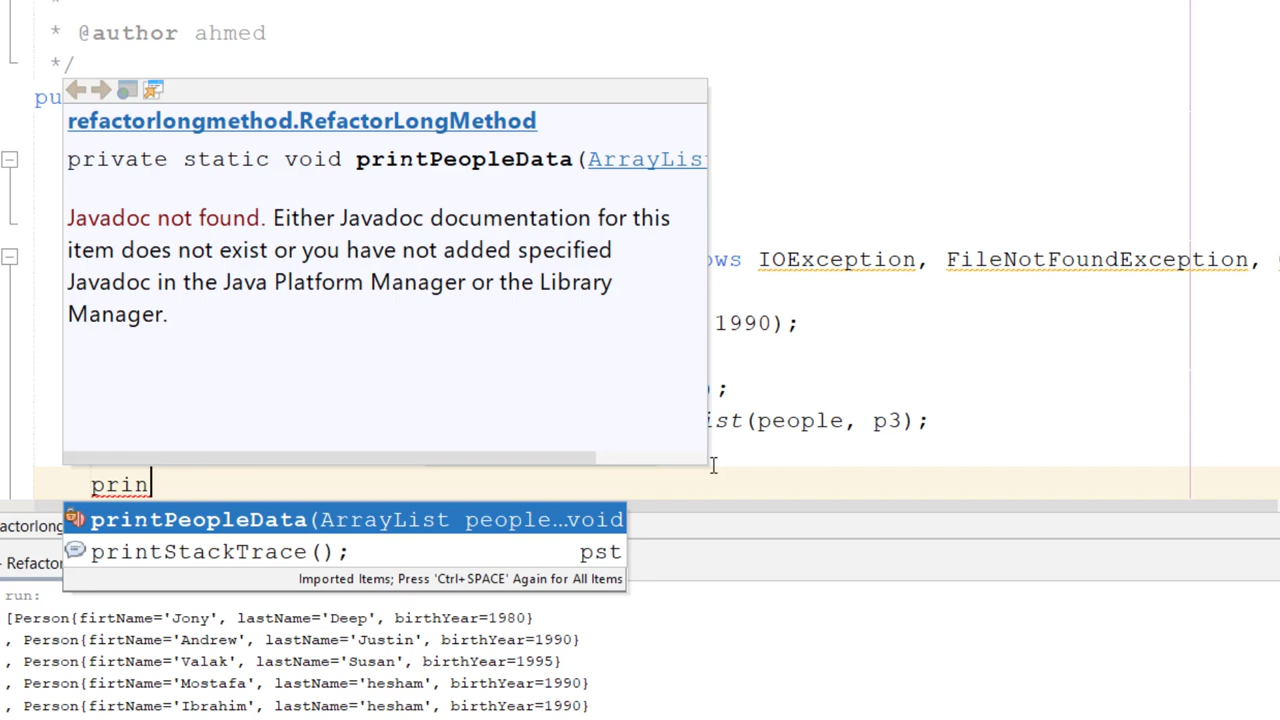 *
* @author ahmed
*/
pu
refactorlongmethod.RefactorLongMethod
private static void printPeopleData(ArrayLis
Javadoc not found. Either Javadoc documentation for this
item does not exist or you have not added specified
Javadoc in the Java Platform Manager or the Library
Manager.
ows IOException, FileNotFoundException,
1990);
);
ist(people, p3);
prin
printPeopleData(ArrayList people...void
printStackTrace(); pst
Imported Items; Press 'Ctrl+SPACE' Again for All Items
actorlong
- Refactor
run:
[Person{firtName='Jony', lastName='Deep', birthYear=1980}
, Person{firtName='Andrew', lastName='Justin', birthYear=1990}
, Person{firtName='Valak', lastName='Susan', birthYear=1995}
, Person{firtName='Mostafa', lastName='hesham', birthYear=1990}
, Person{firtName='Ibrahim', lastName='hesham', birthYear=1990}